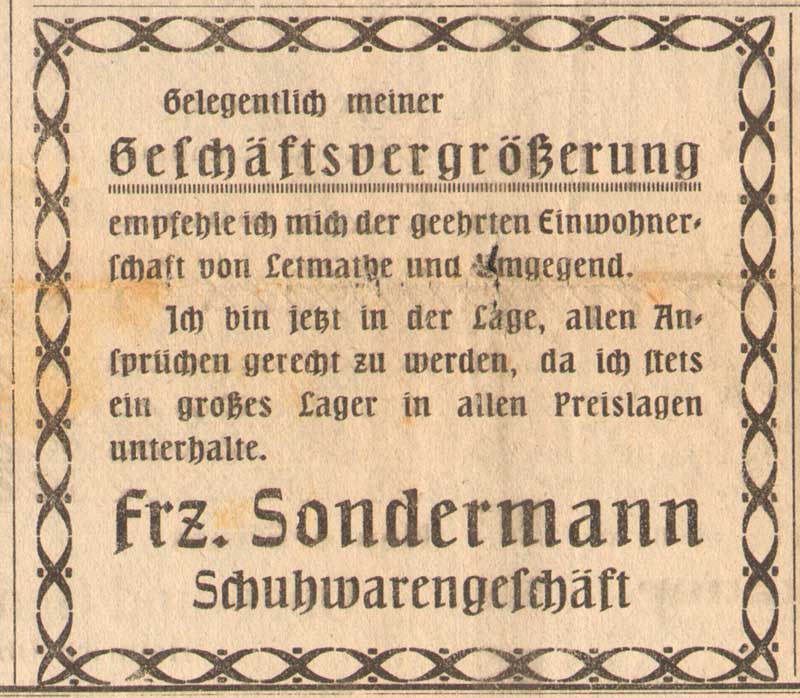 Gelegentlich meiner
Geſchäftsvergrößerung
empfehle ich mich der geehrten Einwohner-
ſchaft von Letmathe und Umgegend.
Ich bin jetzt in der Lage, allen An-
ſprüchen gerecht zu werden, da ich ſtets
ein großes Lager in allen Preislagen
unterhalte.
Frz. Sondermann
Schuhwarengeſchäft